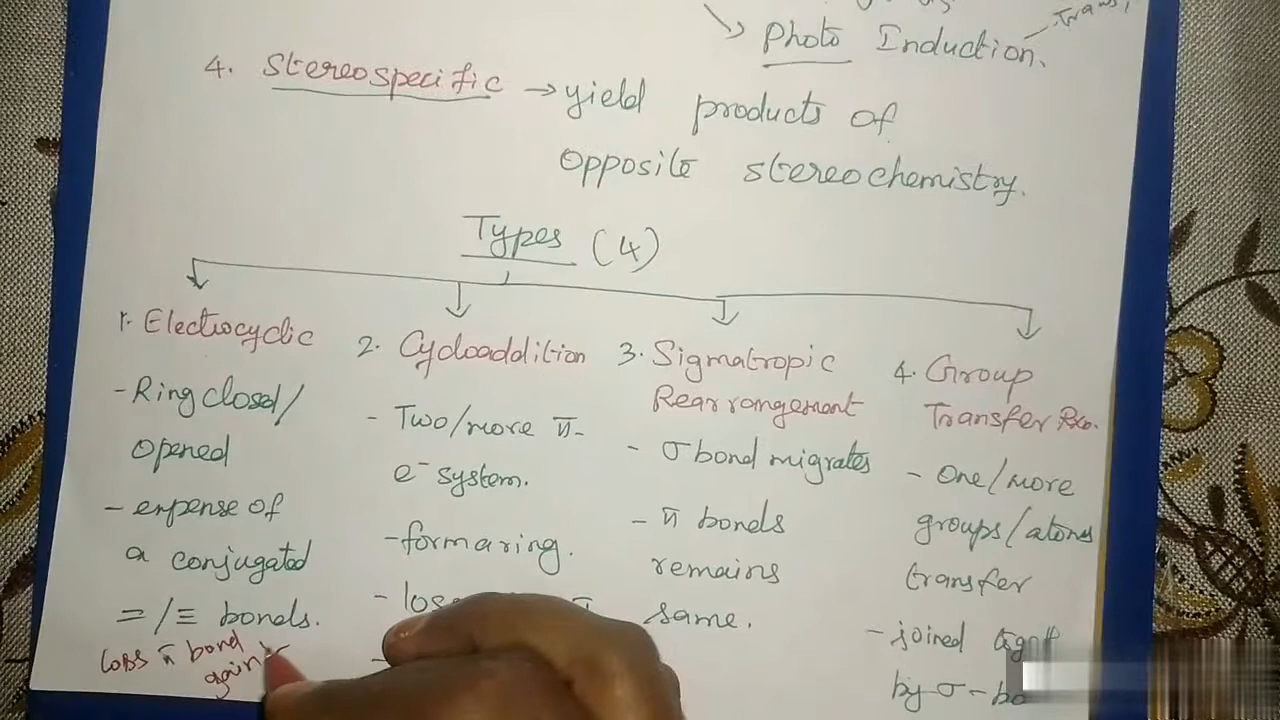 Photo Induction.
4. Stereospecific → yield products of
opposite stereochemistry.
Types (4)
1. Electrocyclic
- Ring closed/
opened
- expense of
a conjugated
=/≡ bonds.
Loss π bond
gain
2. Cycloaddition
- Two/more π-
e⁻ system.
- form a ring.
3. Sigmatropic
Rearrangement
- σ bond migrates
- π bonds
remains
same.
4. Group
Transfer Rxn.
- One/more
groups/atoms
transfer
- joined
by σ-